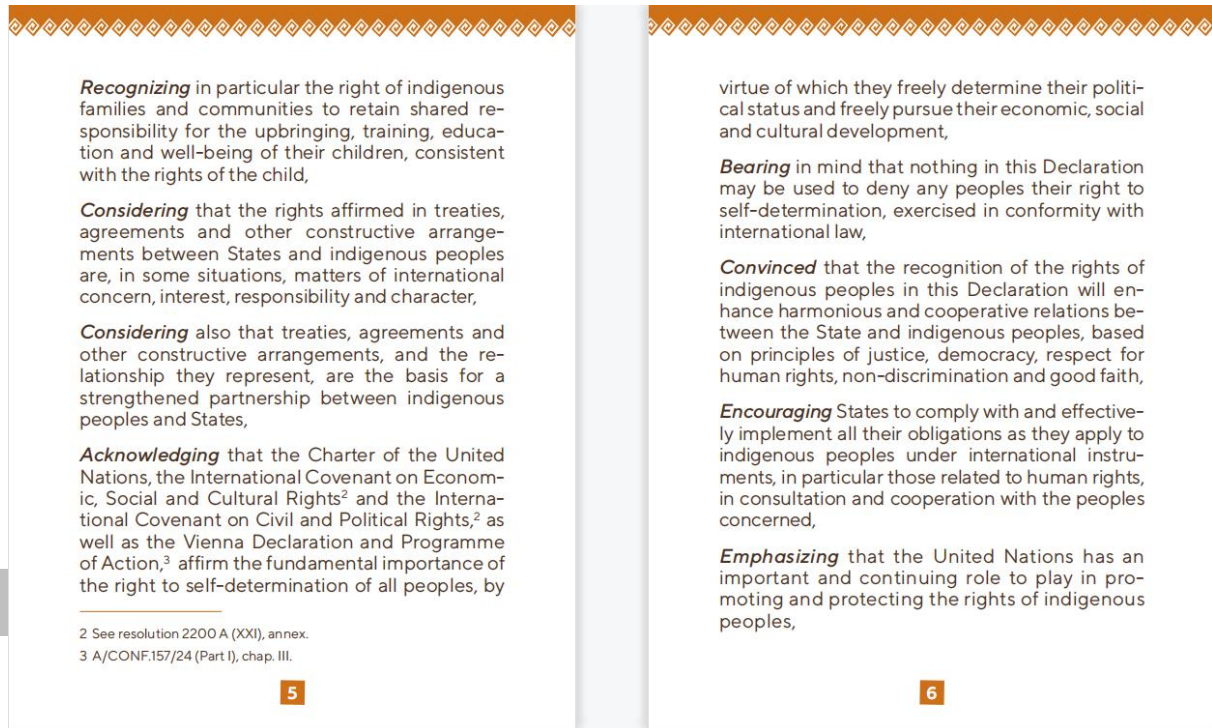 Recognizing in particular the right of indigenous
families and communities to retain shared re-
sponsibility for the upbringing, training, educa-
tion and well-being of their children, consistent
with the rights of the child,
Considering that the rights affirmed in treaties,
agreements and other constructive arrange-
ments between States and indigenous peoples
are, in some situations, matters of international
concern, interest, responsibility and character,
Considering also that treaties, agreements and
other constructive arrangements, and the re-
lationship they represent, are the basis for a
strengthened partnership between indigenous
peoples and States,
Acknowledging that the Charter of the United
Nations, the International Covenant on Econom-
ic, Social and Cultural Rights² and the Interna-
tional Covenant on Civil and Political Rights,² as
well as the Vienna Declaration and Programme
of Action,³ affirm the fundamental importance of
the right to self-determination of all peoples, by
2 See resolution 2200 A (XXI), annex.
3 A/CONF.157/24 (Part I), chap. III.
5
virtue of which they freely determine their politi-
cal status and freely pursue their economic, social
and cultural development,
Bearing in mind that nothing in this Declaration
may be used to deny any peoples their right to
self-determination, exercised in conformity with
international law,
Convinced that the recognition of the rights of
indigenous peoples in this Declaration will en-
hance harmonious and cooperative relations be-
tween the State and indigenous peoples, based
on principles of justice, democracy, respect for
human rights, non-discrimination and good faith,
Encouraging States to comply with and effective-
ly implement all their obligations as they apply to
indigenous peoples under international instru-
ments, in particular those related to human rights,
in consultation and cooperation with the peoples
concerned,
Emphasizing that the United Nations has an
important and continuing role to play in pro-
moting and protecting the rights of indigenous
peoples,
6